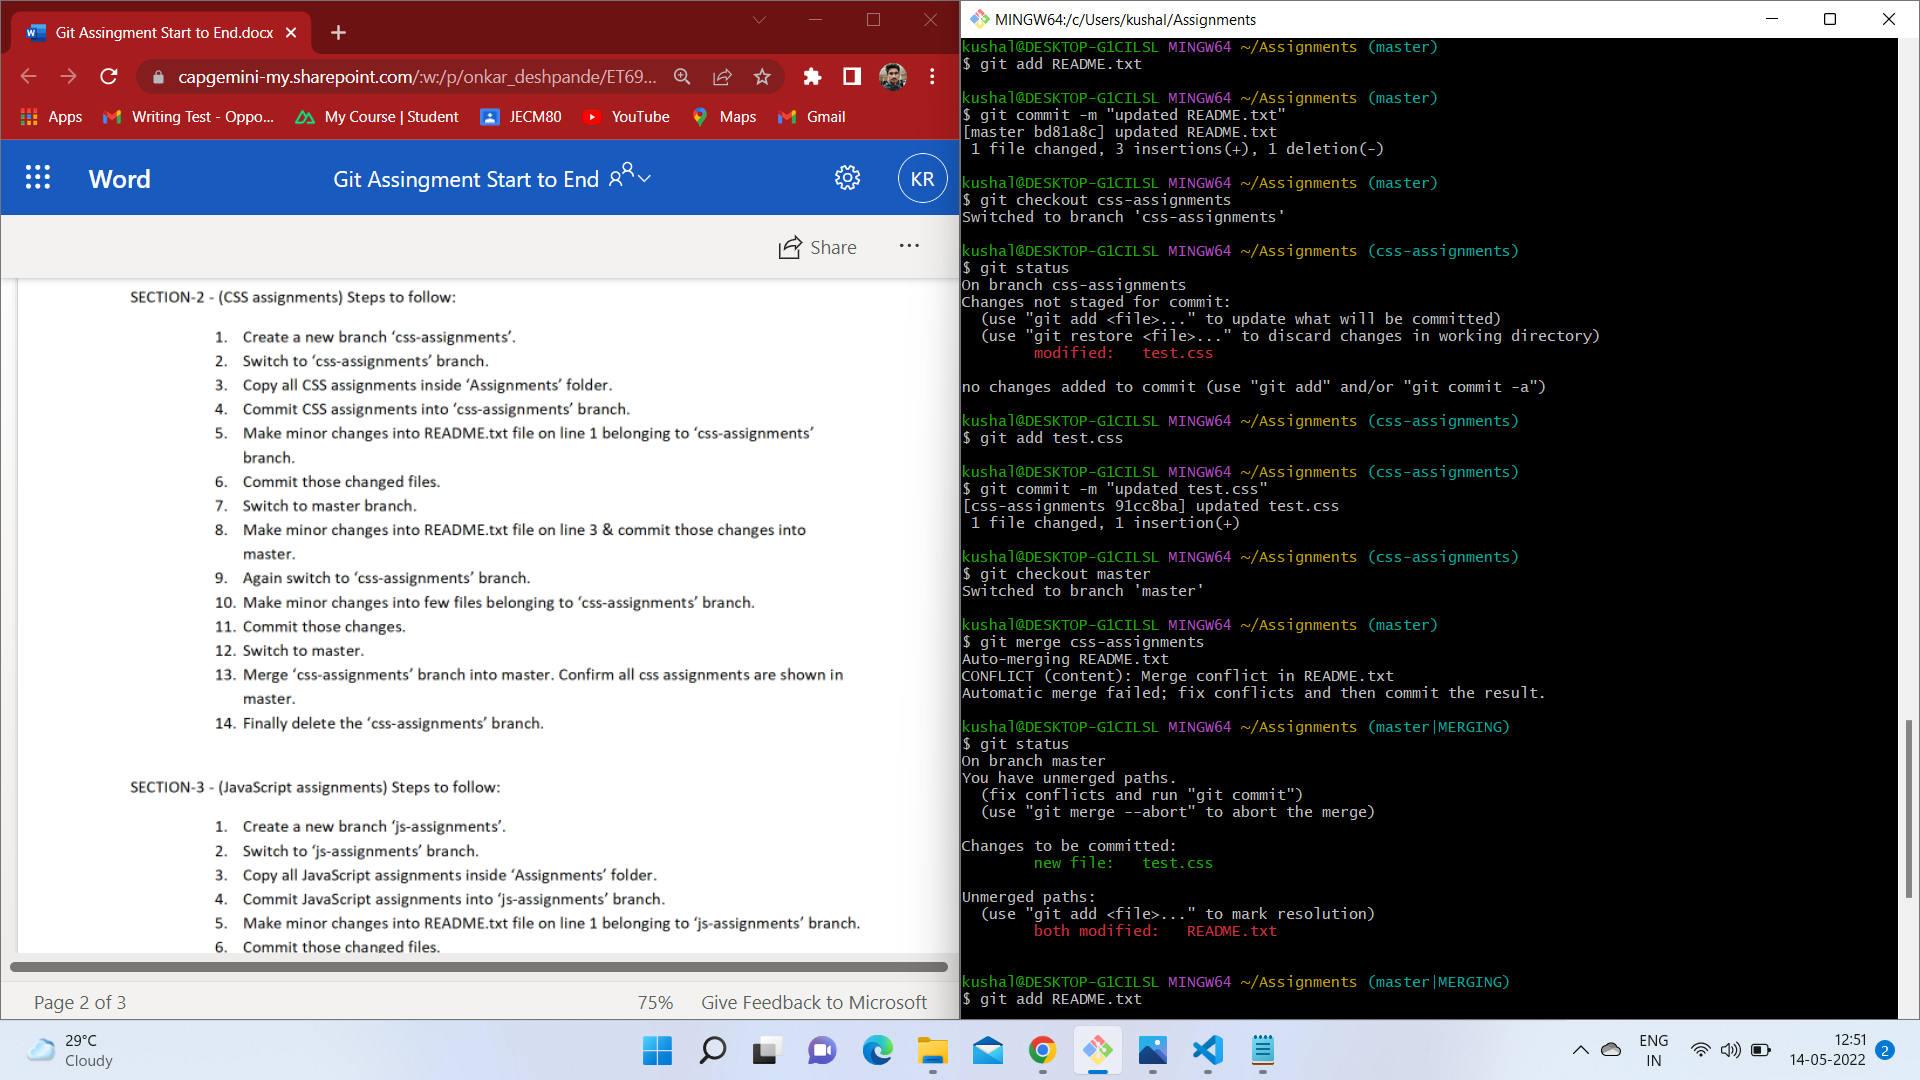 Git Assingment Start to End.docx
capgemini-my.sharepoint.com/:w:/p/onkar_deshpande/ET69...
Apps
Writing Test - Oppo...
My Course | Student
JECM80
YouTube
Maps
Gmail
Word
Git Assingment Start to End
KR
Share
SECTION-2 - (CSS assignments) Steps to follow:
1. Create a new branch ‘css-assignments’.
2. Switch to ‘css-assignments’ branch.
3. Copy all CSS assignments inside ‘Assignments’ folder.
4. Commit CSS assignments into ‘css-assignments’ branch.
5. Make minor changes into README.txt file on line 1 belonging to ‘css-assignments’
branch.
6. Commit those changed files.
7. Switch to master branch.
8. Make minor changes into README.txt file on line 3 & commit those changes into
master.
9. Again switch to ‘css-assignments’ branch.
10. Make minor changes into few files belonging to ‘css-assignments’ branch.
11. Commit those changes.
12. Switch to master.
13. Merge ‘css-assignments’ branch into master. Confirm all css assignments are shown in
master.
14. Finally delete the ‘css-assignments’ branch.
SECTION-3 - (JavaScript assignments) Steps to follow:
1. Create a new branch ‘js-assignments’.
2. Switch to ‘js-assignments’ branch.
3. Copy all JavaScript assignments inside ‘Assignments’ folder.
4. Commit JavaScript assignments into ‘js-assignments’ branch.
5. Make minor changes into README.txt file on line 1 belonging to ‘js-assignments’ branch.
6. Commit those changed files.
Page 2 of 3
75%
Give Feedback to Microsoft
MINGW64:/c/Users/kushal/Assignments
kushal@DESKTOP-G1CILSL MINGW64 ~/Assignments (master)
$ git add README.txt
kushal@DESKTOP-G1CILSL MINGW64 ~/Assignments (master)
$ git commit -m "updated README.txt"
[master bd81a8c] updated README.txt
1 file changed, 3 insertions(+), 1 deletion(-)
kushal@DESKTOP-G1CILSL MINGW64 ~/Assignments (master)
$ git checkout css-assignments
Switched to branch 'css-assignments'
kushal@DESKTOP-G1CILSL MINGW64 ~/Assignments (css-assignments)
$ git status
On branch css-assignments
Changes not staged for commit:
(use "git add <file>..." to update what will be committed)
(use "git restore <file>..." to discard changes in working directory)
modified: test.css
no changes added to commit (use "git add" and/or "git commit -a")
kushal@DESKTOP-G1CILSL MINGW64 ~/Assignments (css-assignments)
$ git add test.css
kushal@DESKTOP-G1CILSL MINGW64 ~/Assignments (css-assignments)
$ git commit -m "updated test.css"
[css-assignments 91cc8ba] updated test.css
1 file changed, 1 insertion(+)
kushal@DESKTOP-G1CILSL MINGW64 ~/Assignments (css-assignments)
$ git checkout master
Switched to branch 'master'
kushal@DESKTOP-G1CILSL MINGW64 ~/Assignments (master)
$ git merge css-assignments
Auto-merging README.txt
CONFLICT (content): Merge conflict in README.txt
Automatic merge failed; fix conflicts and then commit the result.
kushal@DESKTOP-G1CILSL MINGW64 ~/Assignments (master|MERGING)
$ git status
On branch master
You have unmerged paths.
(fix conflicts and run "git commit")
(use "git merge --abort" to abort the merge)
Changes to be committed:
new file: test.css
Unmerged paths:
(use "git add <file>..." to mark resolution)
both modified: README.txt
kushal@DESKTOP-G1CILSL MINGW64 ~/Assignments (master|MERGING)
$ git add README.txt
29°C
Cloudy
ENG
IN
12:51
14-05-2022
2